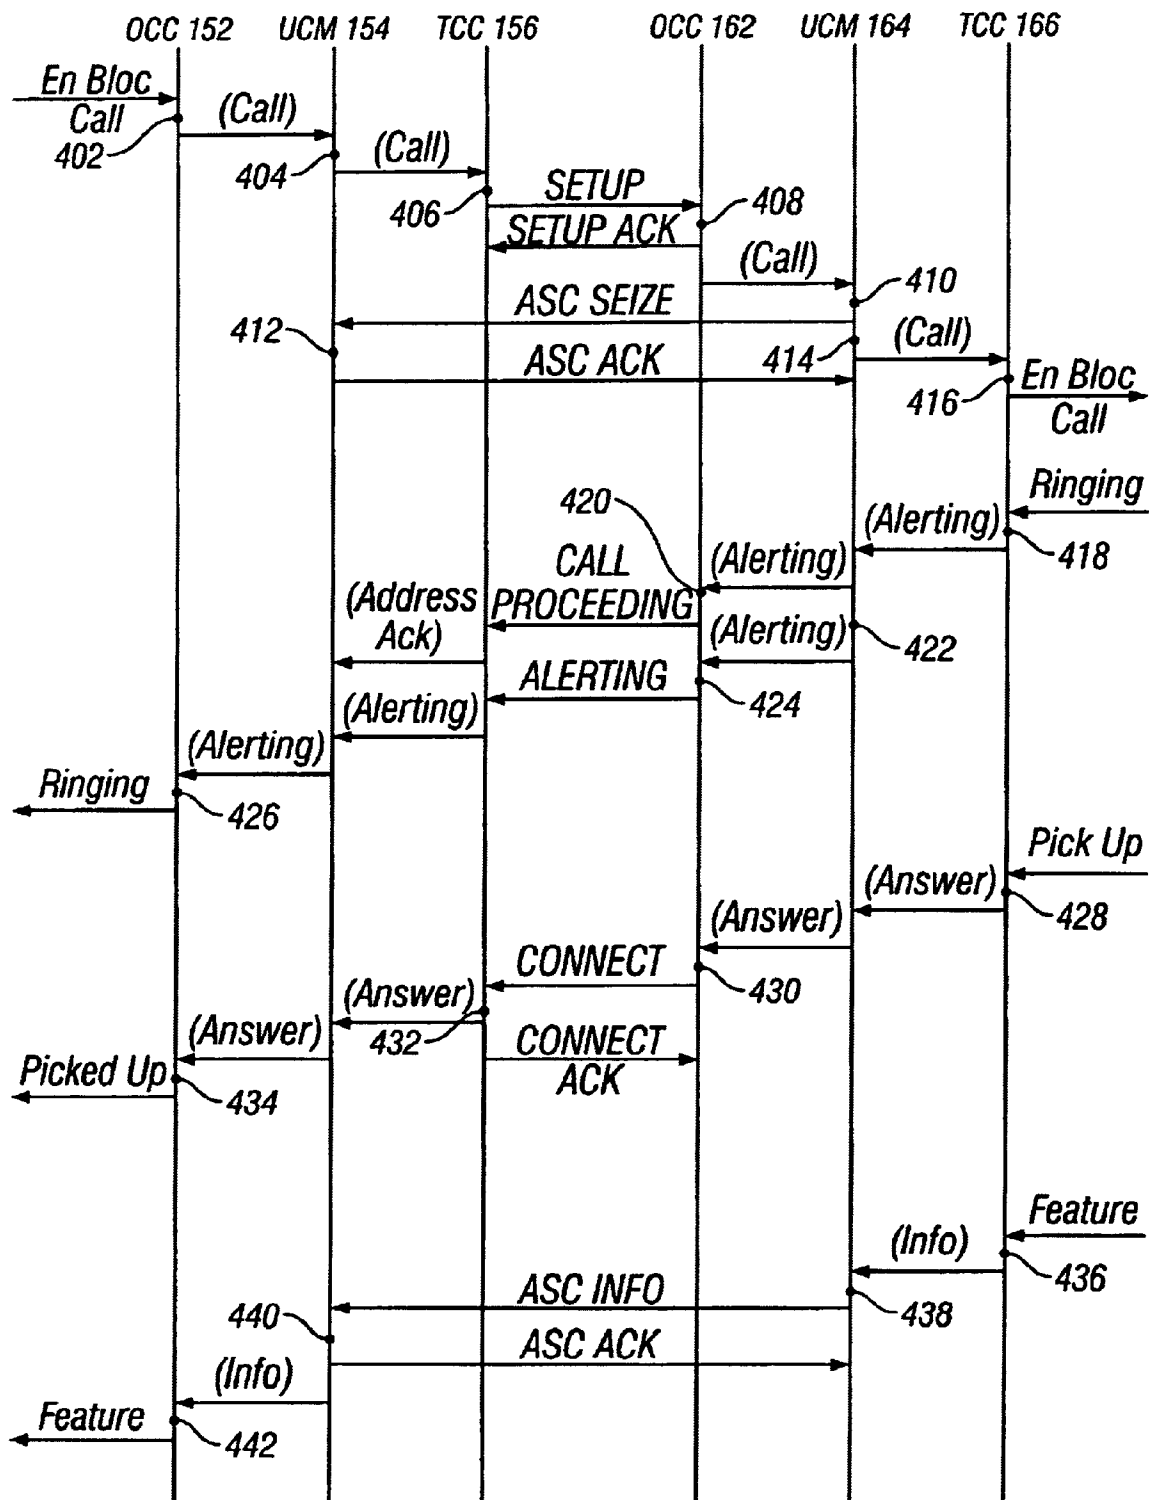 OCC 152 UCM 154 TCC 156 OCC 162 UCM 164 TCC 166
En Bloc
Call
402
(Call)
404
(Call)
406
SETUP
408
SETUP ACK
(Call)
410
ASC SEIZE
412
414
(Call)
ASC ACK
416
En Bloc
Call
Ringing
420
(Alerting)
418
CALL
PROCEEDING
(Alerting)
(Address
Ack)
(Alerting)
422
ALERTING
424
(Alerting)
(Alerting)
Ringing
426
Pick Up
(Answer)
428
(Answer)
CONNECT
430
(Answer)
432
(Answer)
CONNECT
ACK
Picked Up
434
Feature
(Info)
436
ASC INFO
438
440
ASC ACK
(Info)
Feature
442